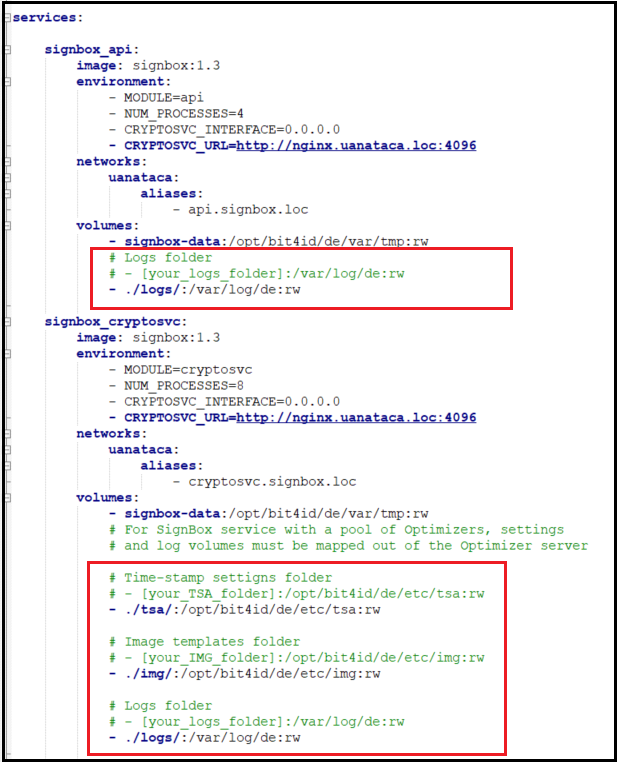 services:
signbox_api:
image: signbox:1.3
environment:
- MODULE=api
- NUM_PROCESSES=4
- CRYPTOSVC_INTERFACE=0.0.0.0
- CRYPTOSVC_URL=http://nginx.uanataca.loc:4096
networks:
uanataca:
aliases:
- api.signbox.loc
volumes:
- signbox-data:/opt/bit4id/de/var/tmp:rw
# Logs folder
# - [your_logs_folder]:/var/log/de:rw
- ./logs/:/var/log/de:rw
signbox_cryptosvc:
image: signbox:1.3
environment:
- MODULE=cryptosvc
- NUM_PROCESSES=8
- CRYPTOSVC_INTERFACE=0.0.0.0
- CRYPTOSVC_URL=http://nginx.uanataca.loc:4096
networks:
uanataca:
aliases:
- cryptosvc.signbox.loc
volumes:
- signbox-data:/opt/bit4id/de/var/tmp:rw
# For SignBox service with a pool of Optimizers, settings
# and log volumes must be mapped out of the Optimizer server
# Time-stamp settigns folder
# - [your_TSA_folder]:/opt/bit4id/de/etc/tsa:rw
- ./tsa/:/opt/bit4id/de/etc/tsa:rw
# Image templates folder
# - [your_IMG_folder]:/opt/bit4id/de/etc/img:rw
- ./img/:/opt/bit4id/de/etc/img:rw
# Logs folder
# - [your_logs_folder]:/var/log/de:rw
- ./logs/:/var/log/de:rw